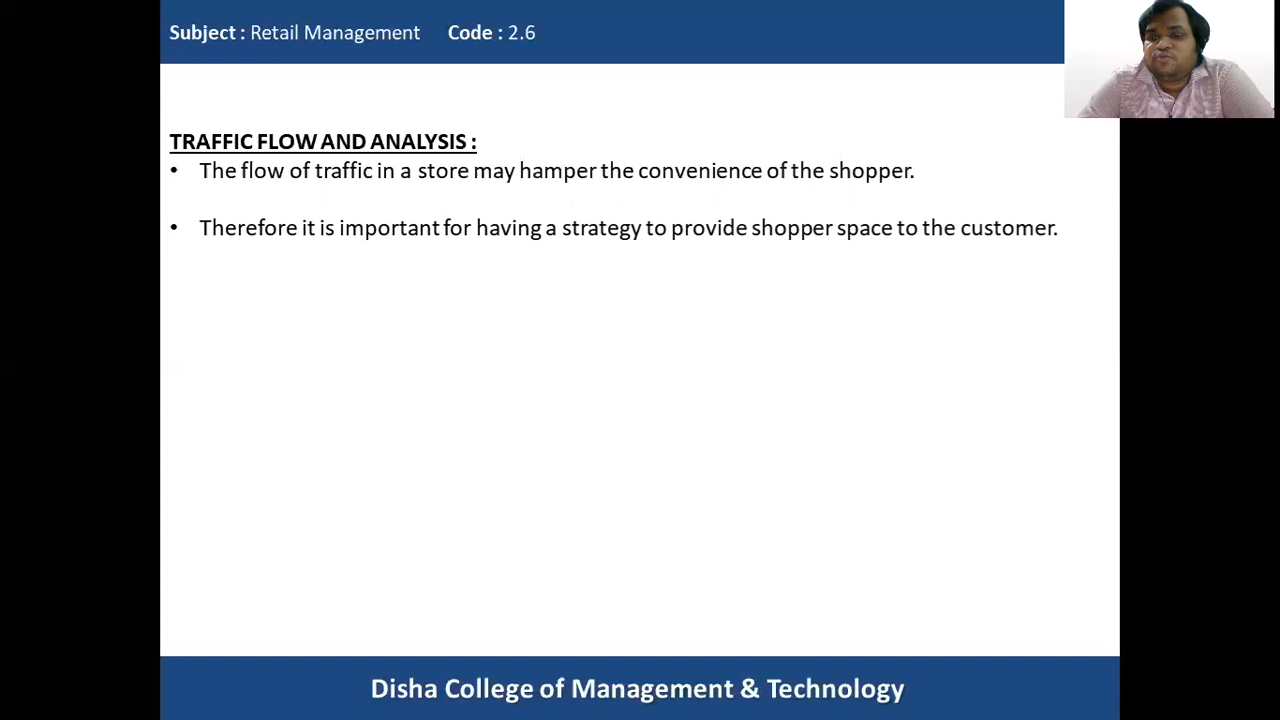 Subject : Retail Management Code : 2.6
TRAFFIC FLOW AND ANALYSIS :
• The flow of traffic in a store may hamper the convenience of the shopper.
• Therefore it is important for having a strategy to provide shopper space to the customer.
Disha College of Management & Technology